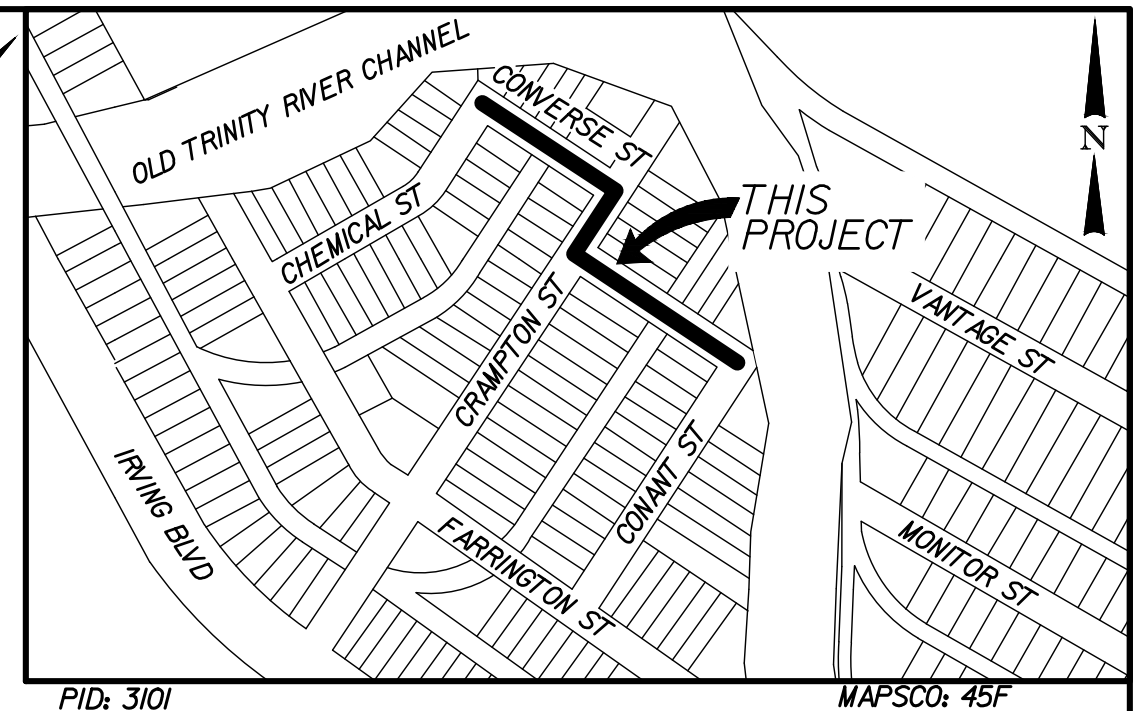 OLD TRINITY RIVER CHANNEL
CONVERSE ST
N
THIS
PROJECT
CHEMICAL ST
VANTAGE ST
CRAMPTON ST
IRVING BLVD
CONANT ST
FARRINGTON ST
MONITOR ST
PID: 3101
MAPSCO: 45F